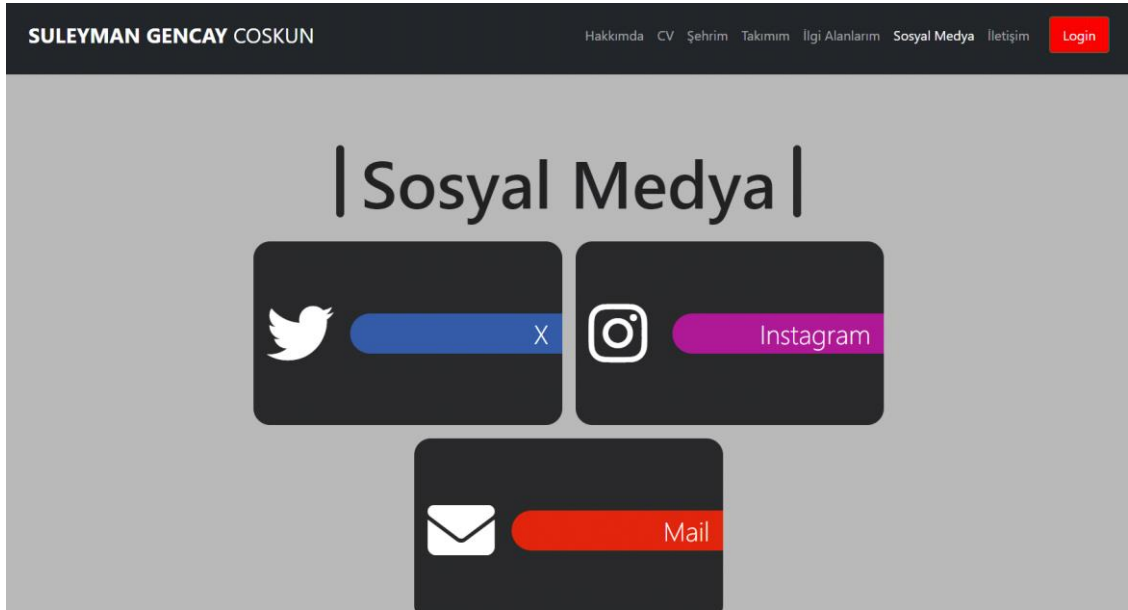 SULEYMAN GENCAY COSKUN
Hakkımda CV Şehrim Takımım İlgi Alanlarım Sosyal Medya İletişim Login
Sosyal Medya
X
Instagram
Mail